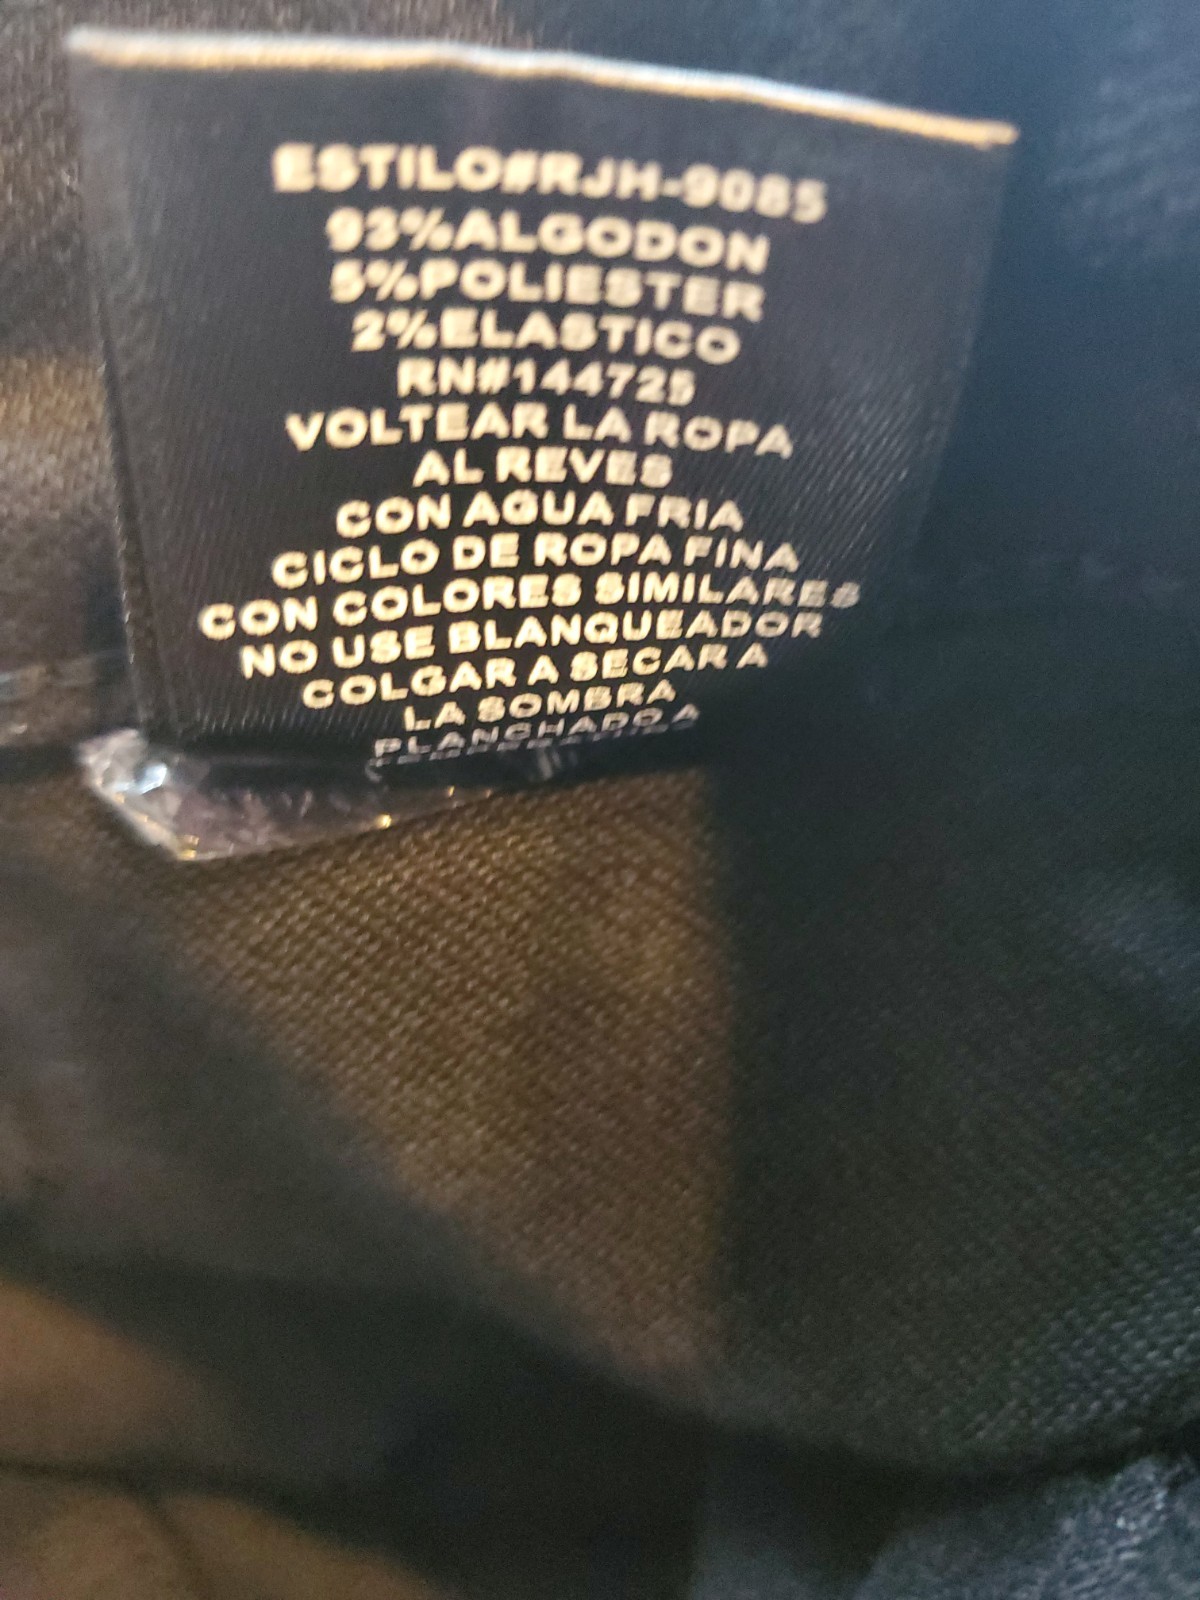 ESTILO#RJH-9085
93%ALGODON
5%POLIESTER
2%ELASTICO
RN#144725
VOLTEAR LA ROPA
AL REVES
CON AGUA FRIA
CICLO DE ROPA FINA
CON COLORES SIMILARES
NO USE BLANQUEADOR
COLGAR A SECAR A
LA SOMBRA
PLANCHADO A